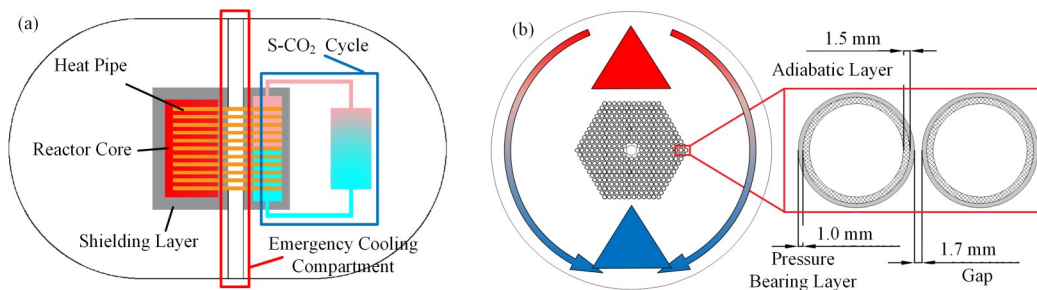 (a)
S-CO₂ Cycle
Heat Pipe
Reactor Core
Shielding Layer
Emergency Cooling
Compartment
(b)
1.5 mm
Adiabatic Layer
1.0 mm
Pressure
Bearing Layer
1.7 mm
Gap